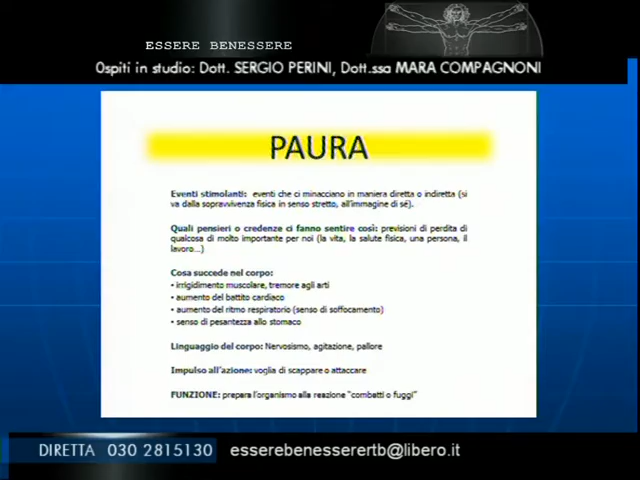 ESSERE BENESSERE
Ospiti in studio: Dott. SERGIO PERINI, Dott.ssa MARA COMPAGNONI
PAURA
Eventi stimolanti: eventi che ci minacciano in maniera diretta o indiretta (si
va dalla sopravvivenza fisica in senso stretto, all'immagine di sé).
Quali pensieri o credenze ci fanno sentire così: previsioni di perdita di
qualcosa di molto importante per noi (la vita, la salute fisica, una persona, il
lavoro...)
Cosa succede nel corpo:
• irrigidimento muscolare, tremore agli arti
• aumento del battito cardiaco
• aumento del ritmo respiratorio (senso di soffocamento)
• senso di pesantezza allo stomaco
Linguaggio del corpo: Nervosismo, agitazione, pallore
Impulso all'azione: voglia di scappare o attaccare
FUNZIONE: prepara l'organismo alla reazione "combatti o fuggi"
DIRETTA 030 2815130 esserebenesserertb@libero.it